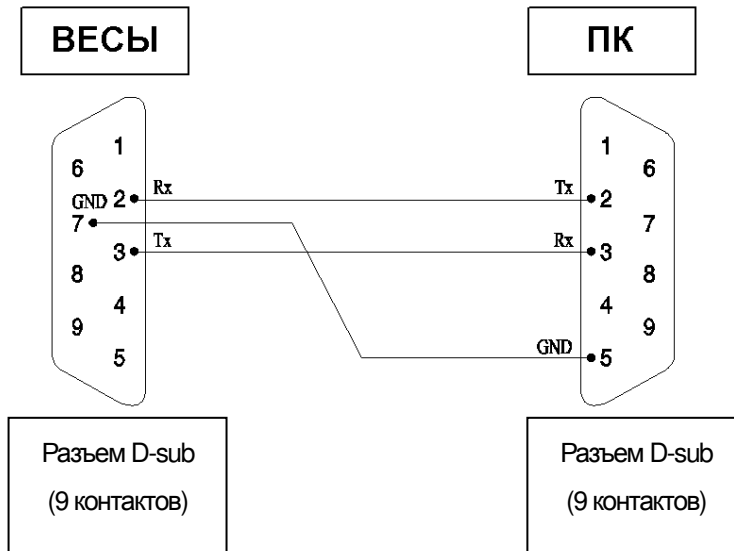 ВЕСЫ
ПК
1
6
GND 2 Rx
7
3 Tx
8
4
9
5
1
6
Tx 2
7
Rx 3
8
4
9
GND 5
Разъем D-sub
(9 контактов)
Разъем D-sub
(9 контактов)